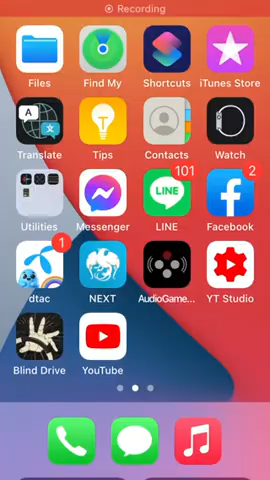 Recording
Files
Find My
Shortcuts
iTunes Store
A
Translate
Tips
Contacts
Watch
Utilities
Messenger
101
LINE
LINE
2
Facebook
1
dtac
NEXT
AudioGame...
YT Studio
Blind Drive
YouTube